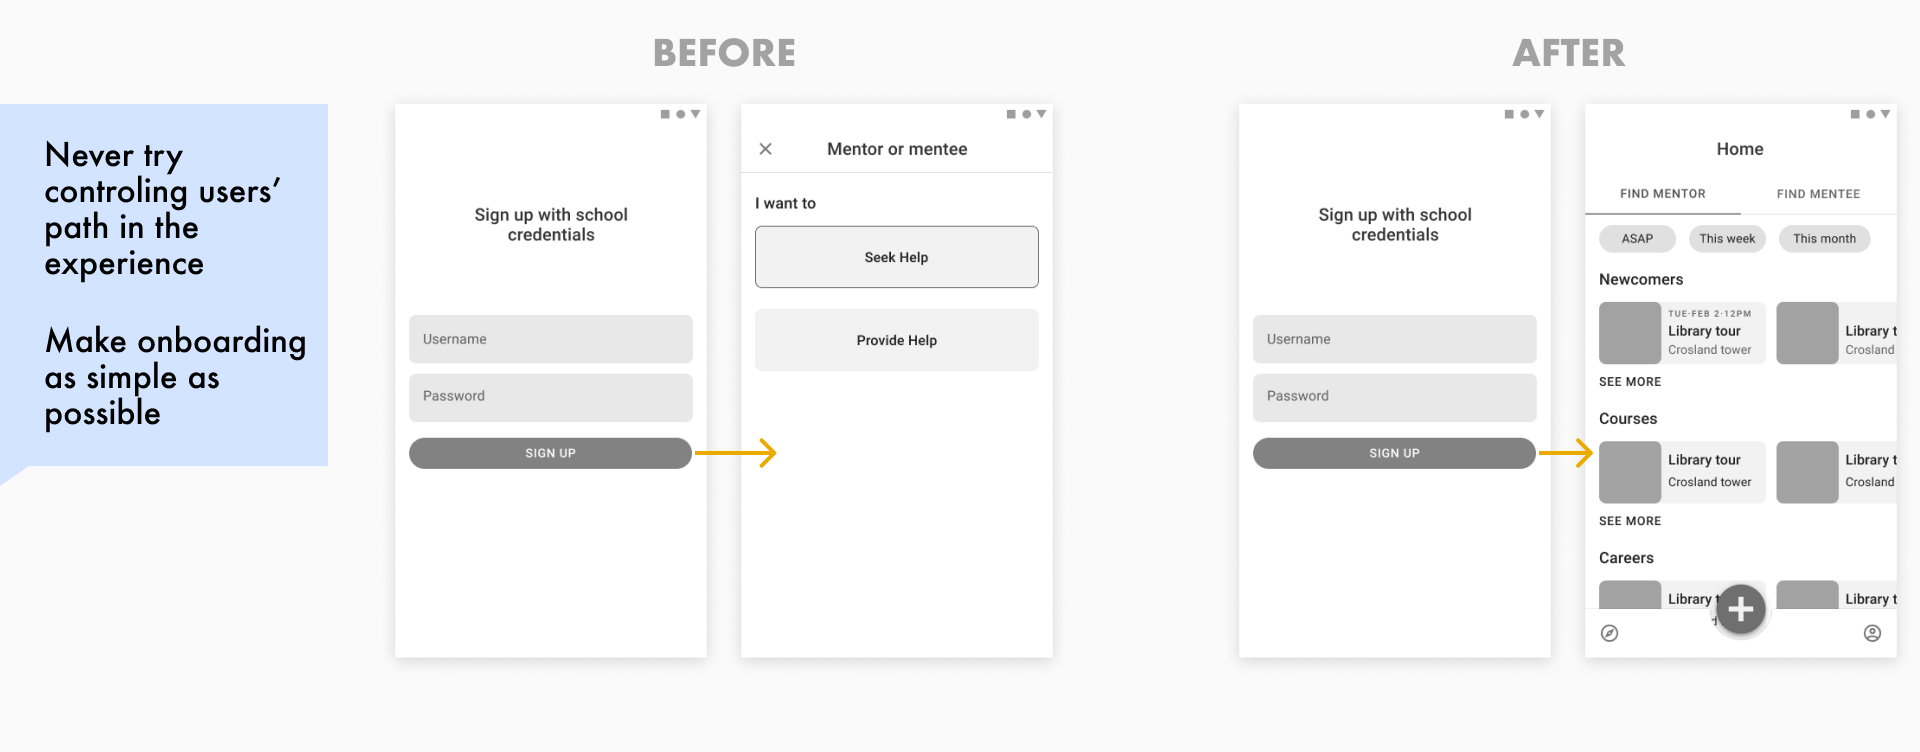 BEFORE
AFTER
Never try
controling users’
path in the
experience
Make onboarding
as simple as
possible
Sign up with school
credentials
Username
Password
SIGN UP
Mentor or mentee
I want to
Seek Help
Provide Help
Sign up with school
credentials
Username
Password
SIGN UP
Home
FIND MENTOR
FIND MENTEE
ASAP
This week
This month
Newcomers
TUE·FEB 2·12PM
Library tour
Crosland tower
Library t
Crosland
SEE MORE
Courses
Library tour
Crosland tower
Library t
Crosland
SEE MORE
Careers
Library t
Library t